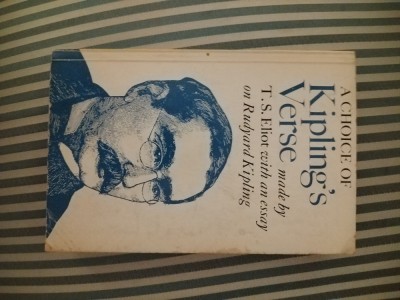 A CHOICE OF
Kipling's
Verse made by
T.S. Eliot with an essay
on Rudyard Kipling